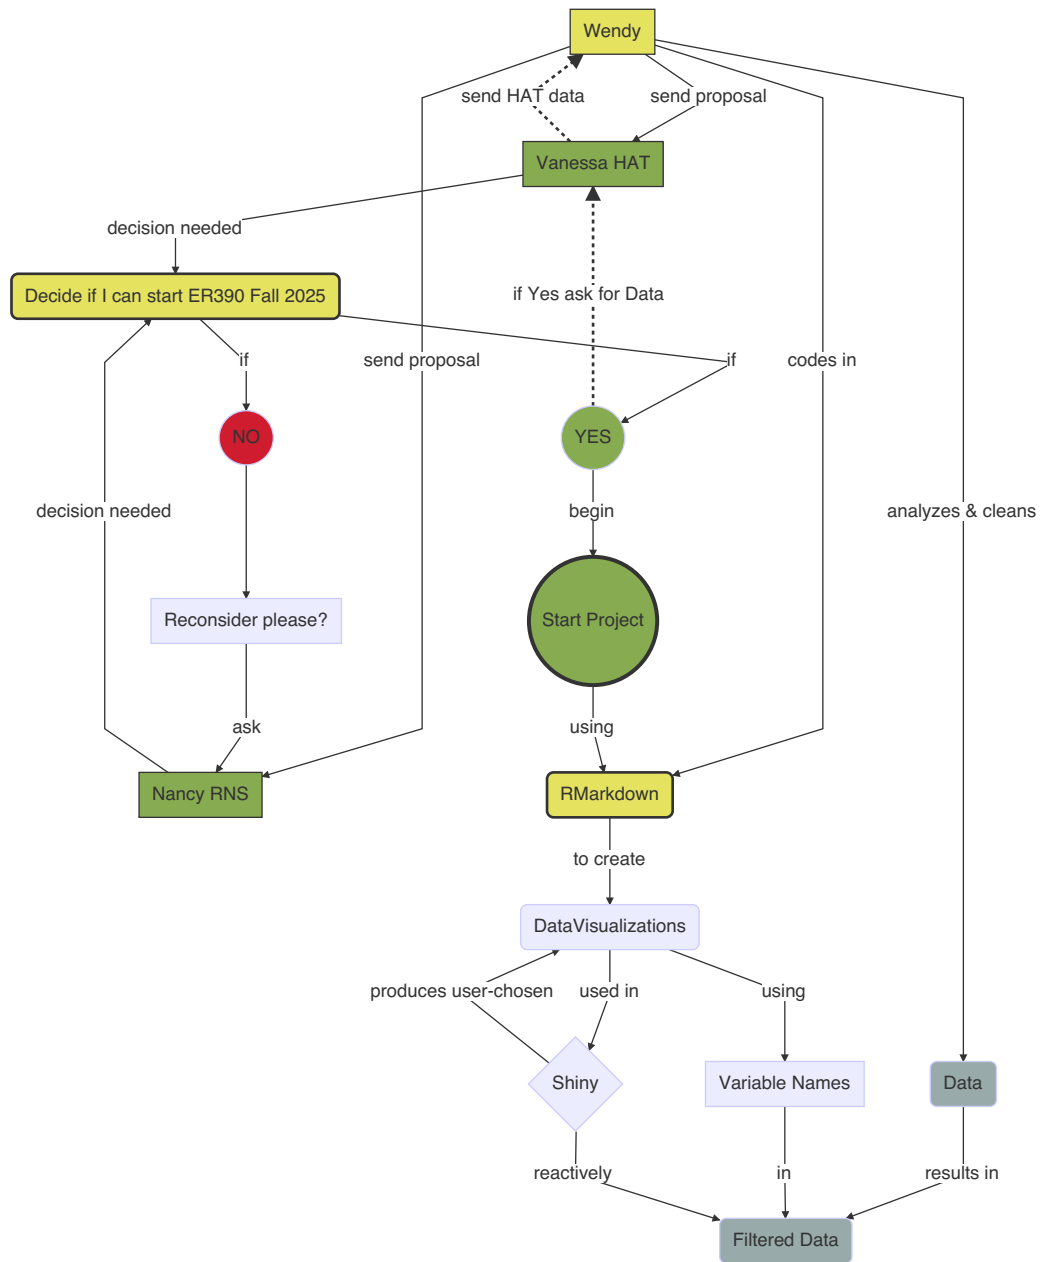 Wendy
send HAT data
send proposal
Vanessa HAT
decision needed
Decide if I can start ER390 Fall 2025
if Yes ask for Data
if
send proposal
if
codes in
NO
YES
decision needed
begin
analyzes & cleans
Reconsider please?
Start Project
ask
using
Nancy RNS
RMarkdown
to create
DataVisualizations
produces user-chosen
used in
using
Shiny
Variable Names
Data
reactively
in
results in
Filtered Data